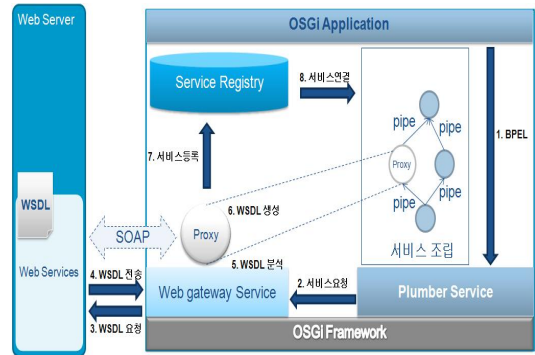 Web Server
OSGi Application
Service Registry
8. 서비스연결
pipe
pipe
1. BPEL
7. 서비스등록
Proxy
WSDL
6. WSDL 생성
pipe
pipe
SOAP
Proxy
서비스 조립
5. WSDL 분석
Web Services
4. WSDL 전송
2. 서비스요청
Web gateway Service
Plumber Service
3. WSDL 요청
OSGi Framework